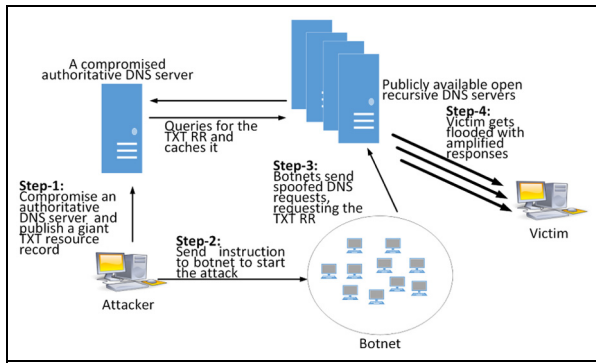 A compromised
authoritative DNS server
Publicly available open
recursive DNS servers
Queries for the
TXT RR and
caches it
Step-4:
Victim gets
flooded with
amplified
responses
Step-3:
Botnets send
spoofed DNS
requests,
requesting the
TXT RR
Step-1:
Compromise an
authoritative
DNS server and
publish a giant
TXT resource
record
Step-2:
Send instruction
to botnet to start
the attack
Victim
Attacker
Botnet